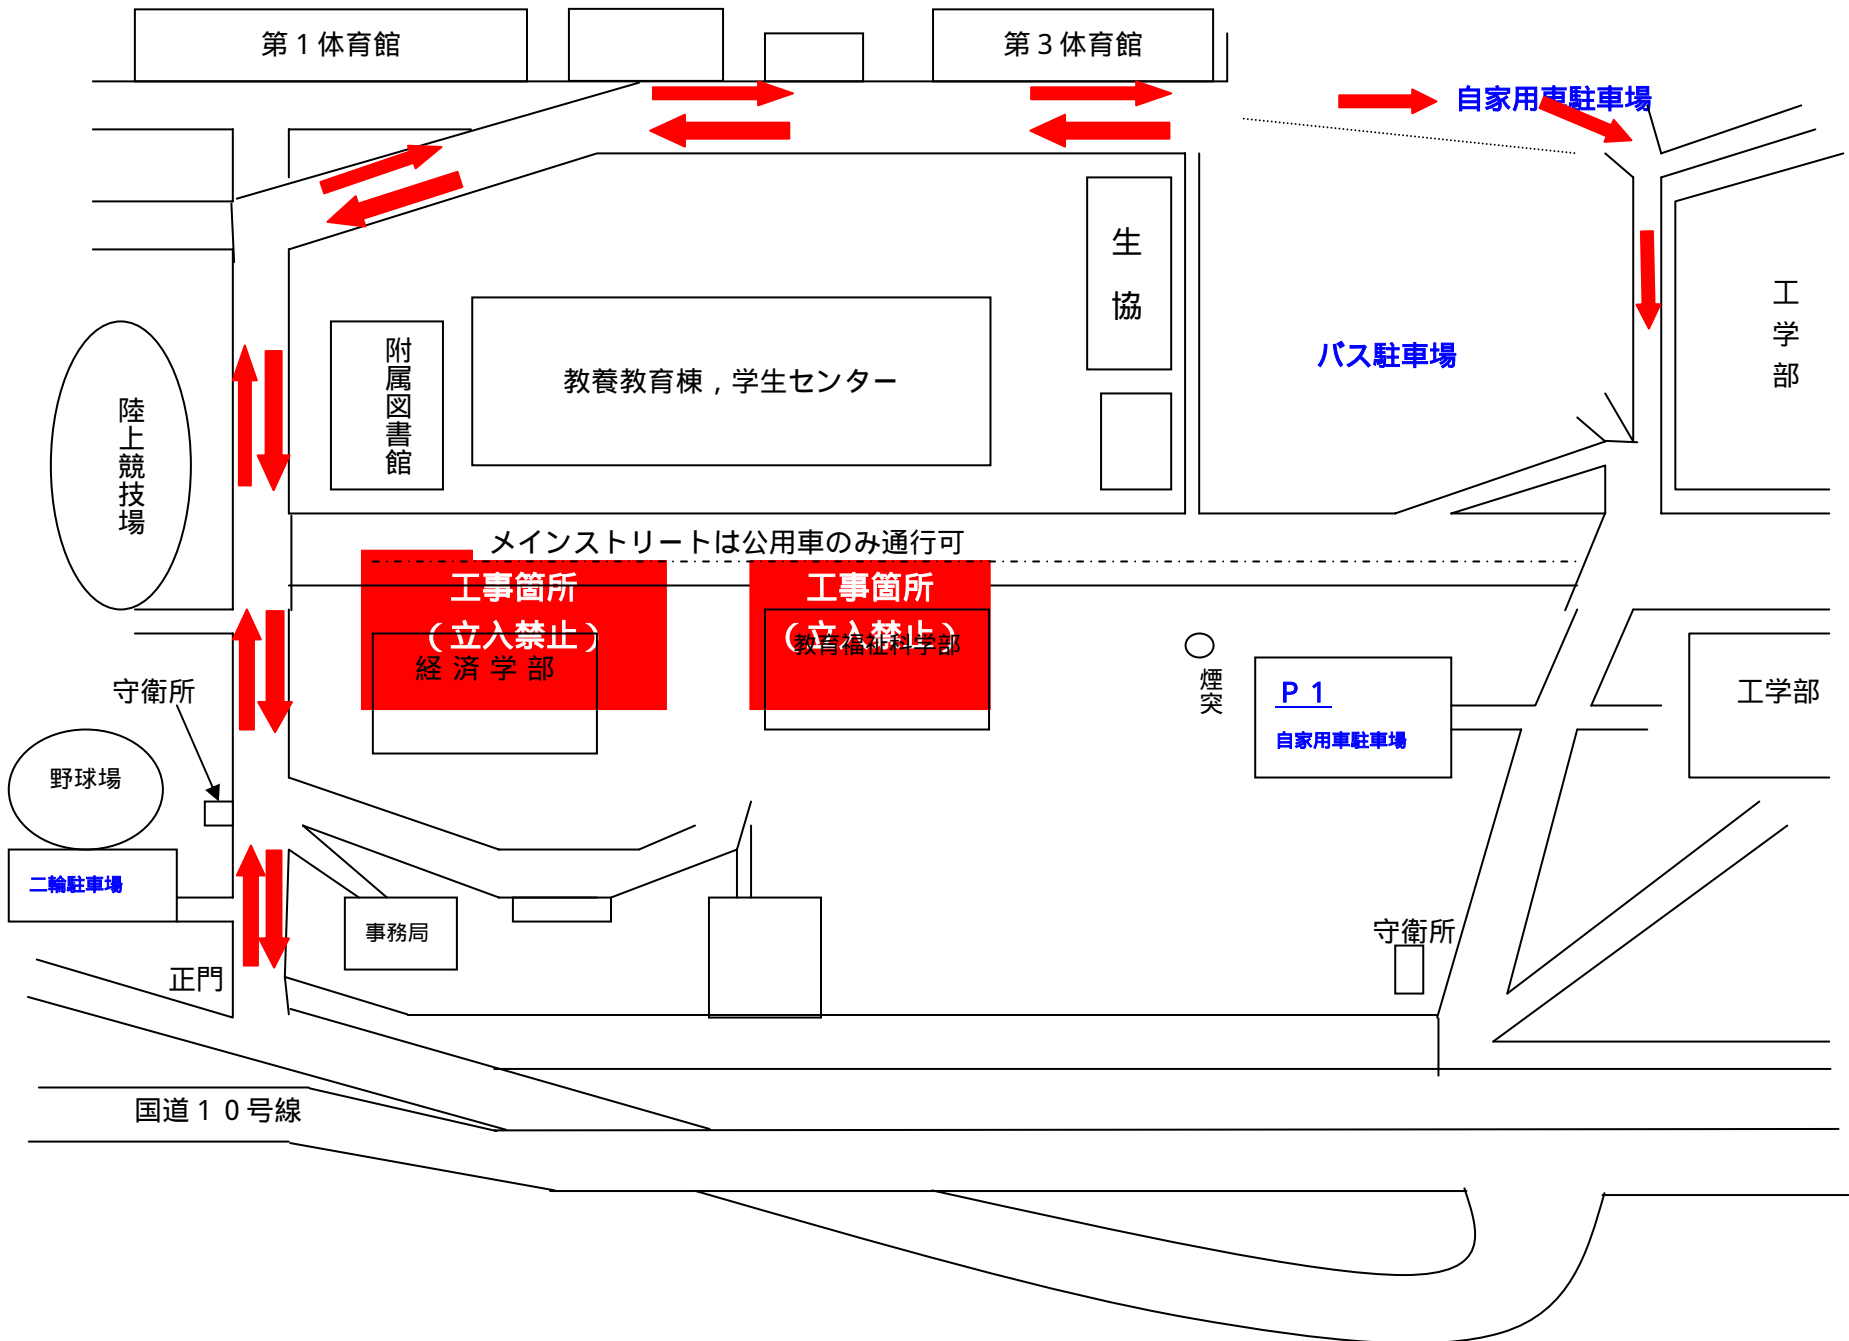 第１体育館
第３体育館
自家用車駐車場
生協
工学部
附属図書館
教養教育棟，学生センター
バス駐車場
陸上競技場
メインストリートは公用車のみ通行可
工事箇所
（立入禁止）
工事箇所
（立入禁止）
経済学部
教育福祉科学部
煙突
守衛所
Ｐ１
自家用車駐車場
工学部
野球場
二輪駐車場
事務局
守衛所
正門
国道１０号線